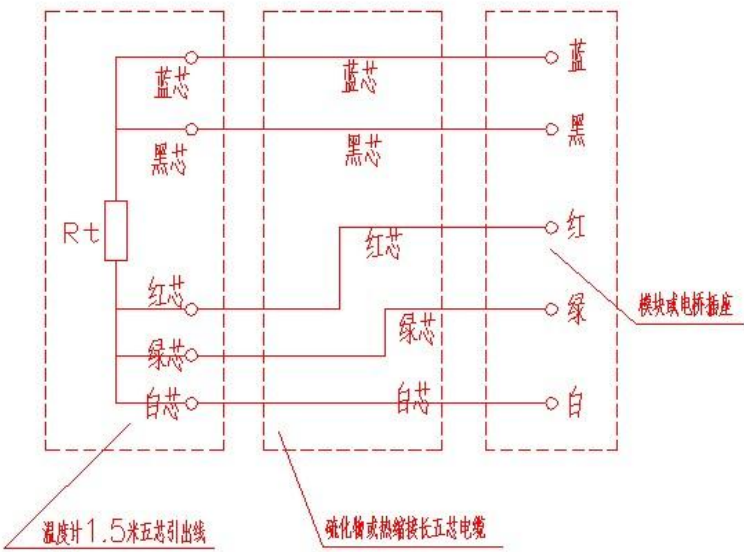 蓝芯 蓝芯 蓝
黑芯 黑芯 黑
Rt 红芯 红
红芯 模块或电桥插座
绿芯 绿芯 绿
白芯 白芯 白
温度计1.5米五芯引出线 硫化物或热缩接长五芯电缆